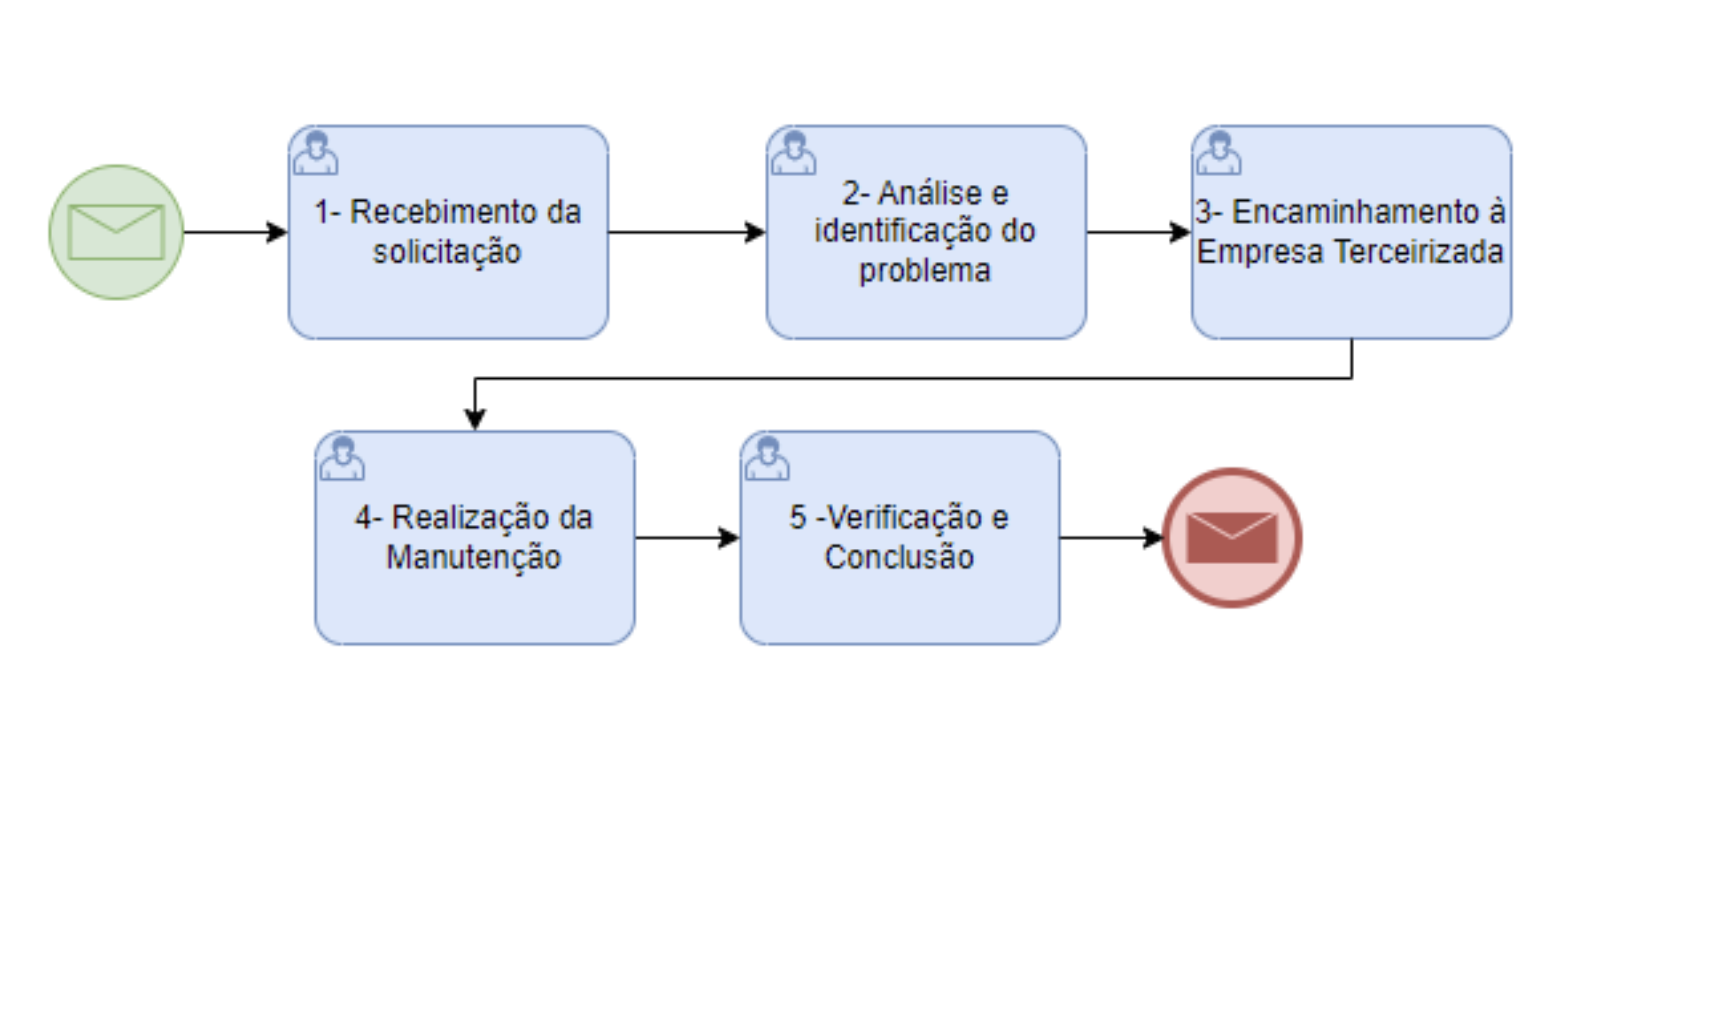 1- Recebimento da
solicitação
2- Análise e
identificação do
problema
3- Encaminhamento à
Empresa Terceirizada
4- Realização da
Manutenção
5 -Verificação e
Conclusão